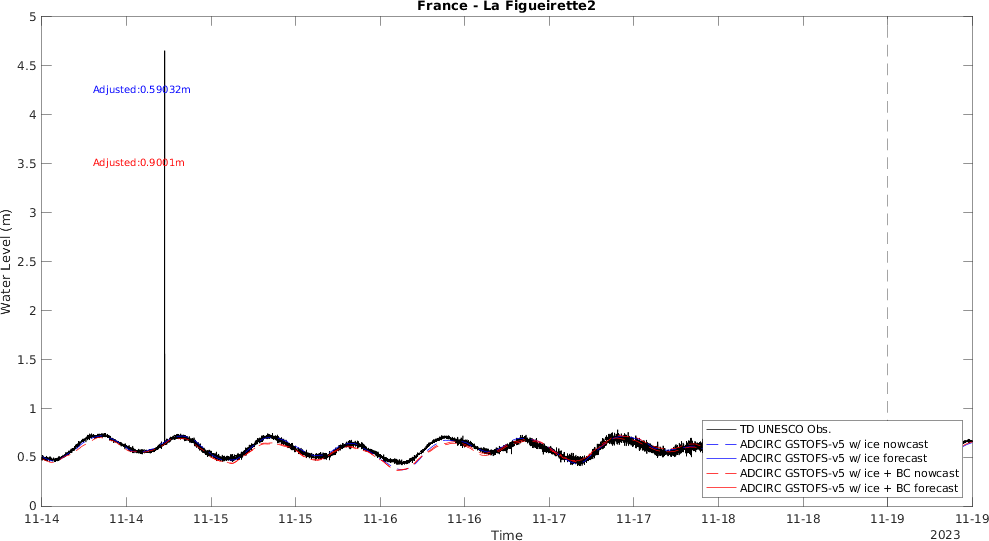 France - La Figueirette2
5
4.5
4
3.5
3
2.5
2
1.5
1
0.5
0
Water Level (m)
Adjusted:0.59032m
Adjusted:0.9001m
TD UNESCO Obs.
ADCIRC GSTOFS-v5 w/ ice nowcast
ADCIRC GSTOFS-v5 w/ ice forecast
ADCIRC GSTOFS-v5 w/ ice + BC nowcast
ADCIRC GSTOFS-v5 w/ ice + BC forecast
11-14 11-14 11-15 11-15 11-16 11-16 11-17 11-17 11-18 11-18 11-19 11-19
Time
2023